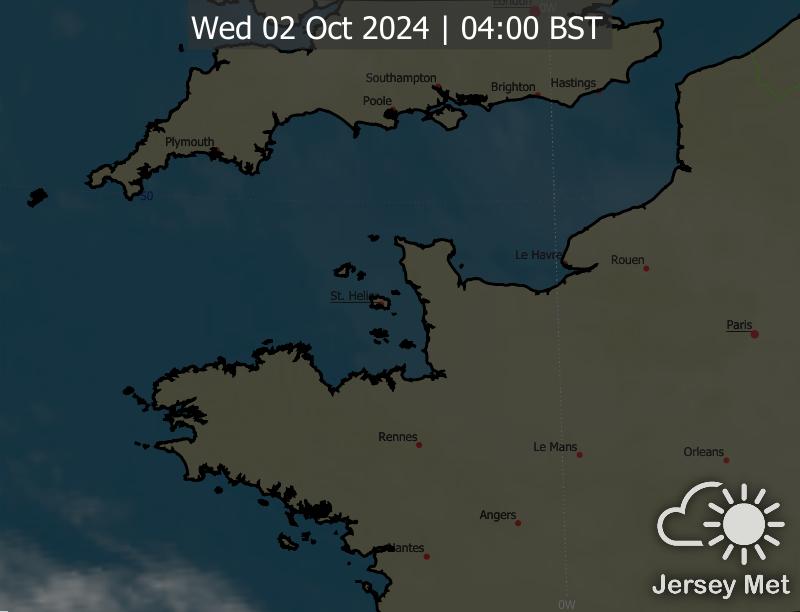 London
0W
Wed 02 Oct 2024 | 04:00 BST
Southampton
Brighton
Hastings
Poole
Plymouth
50
Le Havre
Rouen
St. Helier
Paris
Rennes
Le Mans
Orleans
Angers
Nantes
Jersey Met
0W